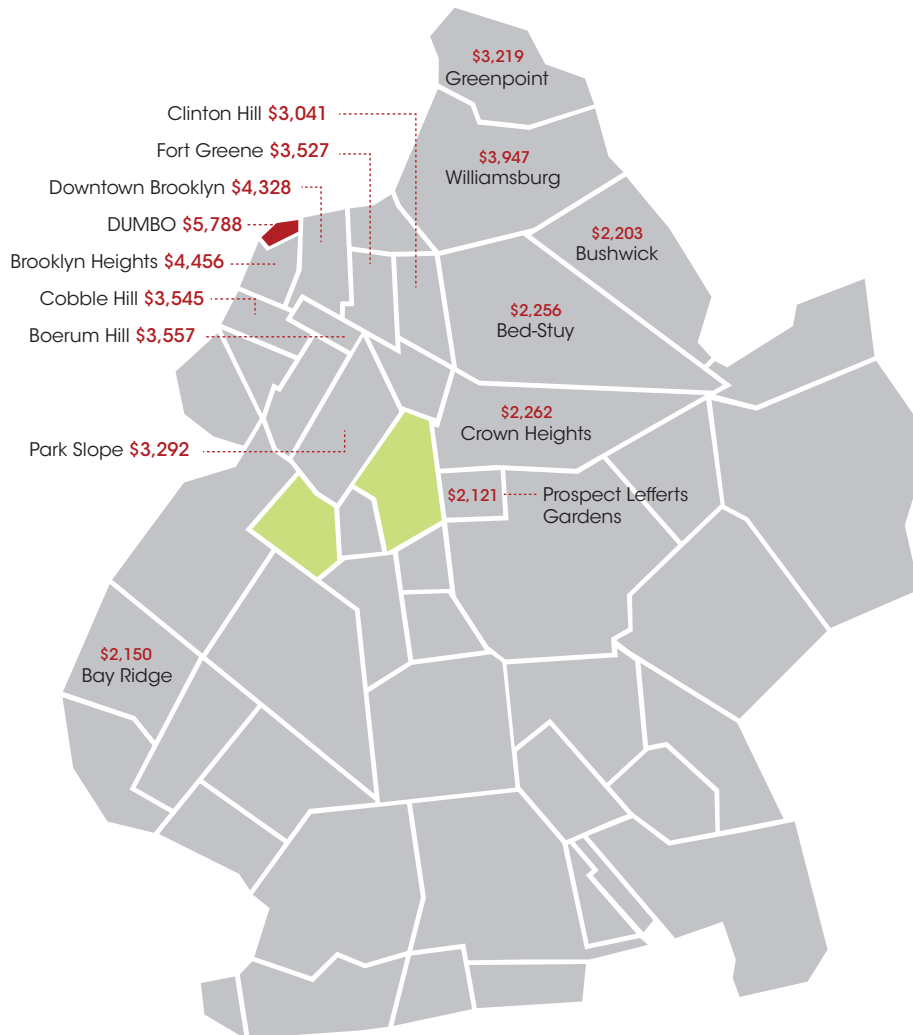 $3,219
Greenpoint
Clinton Hill $3,041
Fort Greene $3,527
$3,947
Williamsburg
Downtown Brooklyn $4,328
DUMBO $5,788
$2,203
Bushwick
Brooklyn Heights $4,456
Cobble Hill $3,545
$2,256
Bed-Stuy
Boerum Hill $3,557
$2,262
Crown Heights
Park Slope $3,292
$2,121
Prospect Lefferts
Gardens
$2,150
Bay Ridge